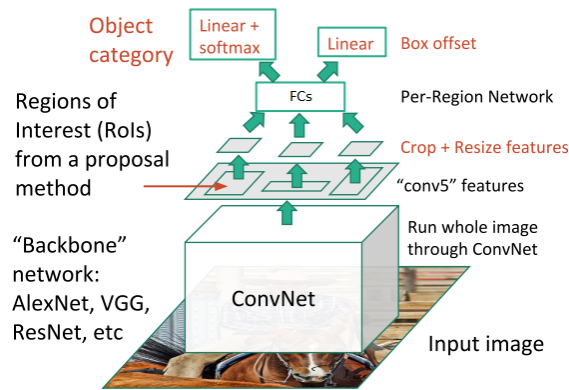 Object
category
Linear +
softmax
Linear
Box offset
FCs
Per-Region Network
Regions of
Interest (RoIs)
from a proposal
method
Crop + Resize features
“conv5” features
Run whole image
through ConvNet
“Backbone”
network:
AlexNet, VGG,
ResNet, etc
ConvNet
Input image